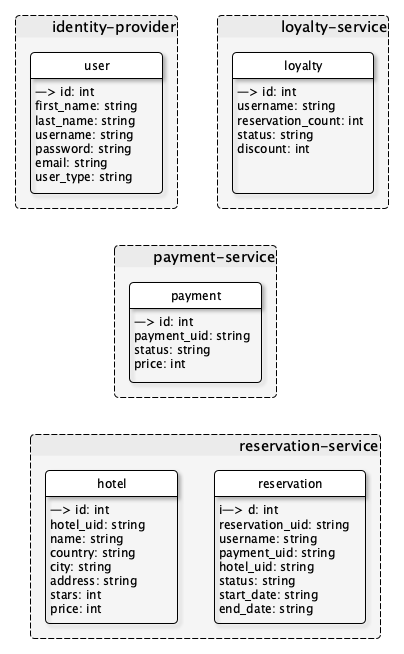 identity-provider
user
—> id: int
first_name: string
last_name: string
username: string
password: string
email: string
user_type: string
loyalty-service
loyalty
—> id: int
username: string
reservation_count: int
status: string
discount: int
payment-service
payment
—> id: int
payment_uid: string
status: string
price: int
reservation-service
hotel
—> id: int
hotel_uid: string
name: string
country: string
city: string
address: string
stars: int
price: int
reservation
i—> d: int
reservation_uid: string
username: string
payment_uid: string
hotel_uid: string
status: string
start_date: string
end_date: string